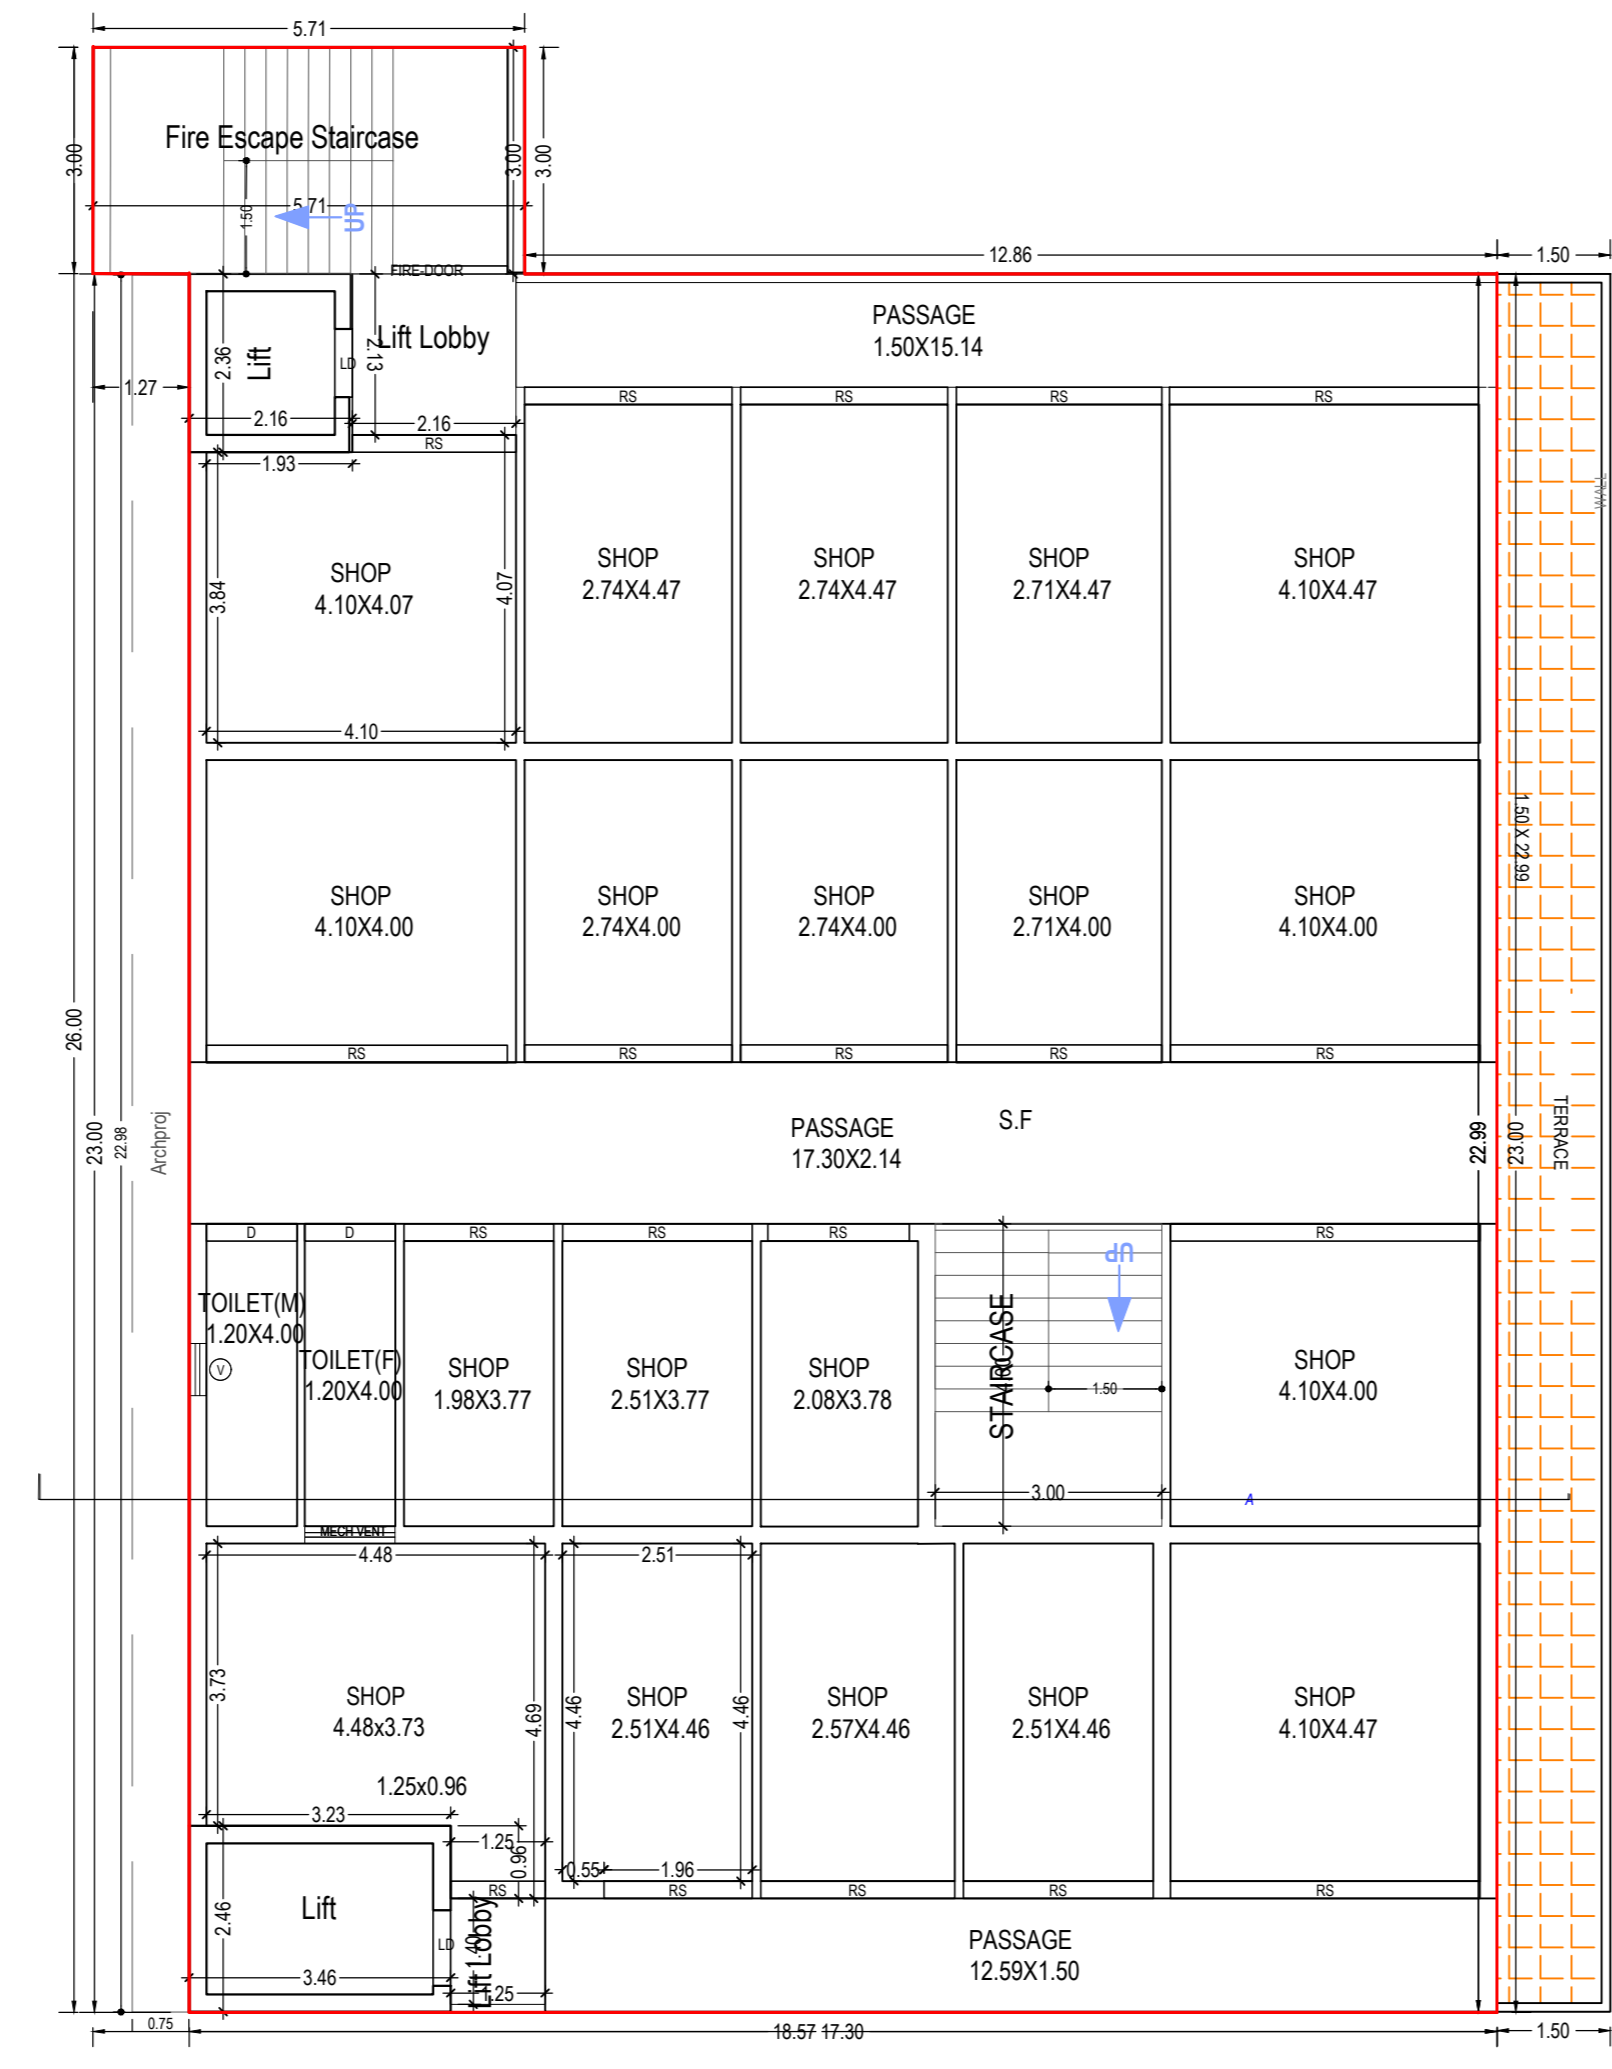 5.71
3.00
Fire Escape Staircase
3.00
3.00
1.50
5.71
UP
12.86
1.50
FIRE-DOOR
PASSAGE
1.50X15.14
Lift
2.36
LD
Lift Lobby
2.13
1.27
2.16
2.16
RS
RS
RS
RS
RS
1.93
WALL
SHOP
4.10X4.07
3.84
4.07
4.10
SHOP
2.74X4.47
SHOP
2.74X4.47
SHOP
2.71X4.47
SHOP
4.10X4.47
SHOP
4.10X4.00
SHOP
2.74X4.00
SHOP
2.74X4.00
SHOP
2.71X4.00
SHOP
4.10X4.00
1.50 X 22.99
RS
RS
RS
RS
RS
26.00
23.00
22.98
Archproj
PASSAGE
17.30X2.14
S.F
22.99
23.00
TERRACE
D
D
RS
RS
RS
RS
TOILET(M)
1.20X4.00
V
TOILET(F)
1.20X4.00
SHOP
1.98X3.77
SHOP
2.51X3.77
SHOP
2.08X3.78
STAIRCASE
4.00
UP
1.50
3.00
SHOP
4.10X4.00
A
MECH VENT
4.48
2.51
3.73
SHOP
4.48x3.73
4.69
1.25x0.96
4.46
SHOP
2.51X4.46
4.46
SHOP
2.57X4.46
SHOP
2.51X4.46
SHOP
4.10X4.47
3.23
1.25
0.96
0.55
1.96
RS
RS
RS
RS
RS
Lift
2.46
LD
Lift Lobby
1.40
3.46
1.25
PASSAGE
12.59X1.50
0.75
18.57 17.30
1.50